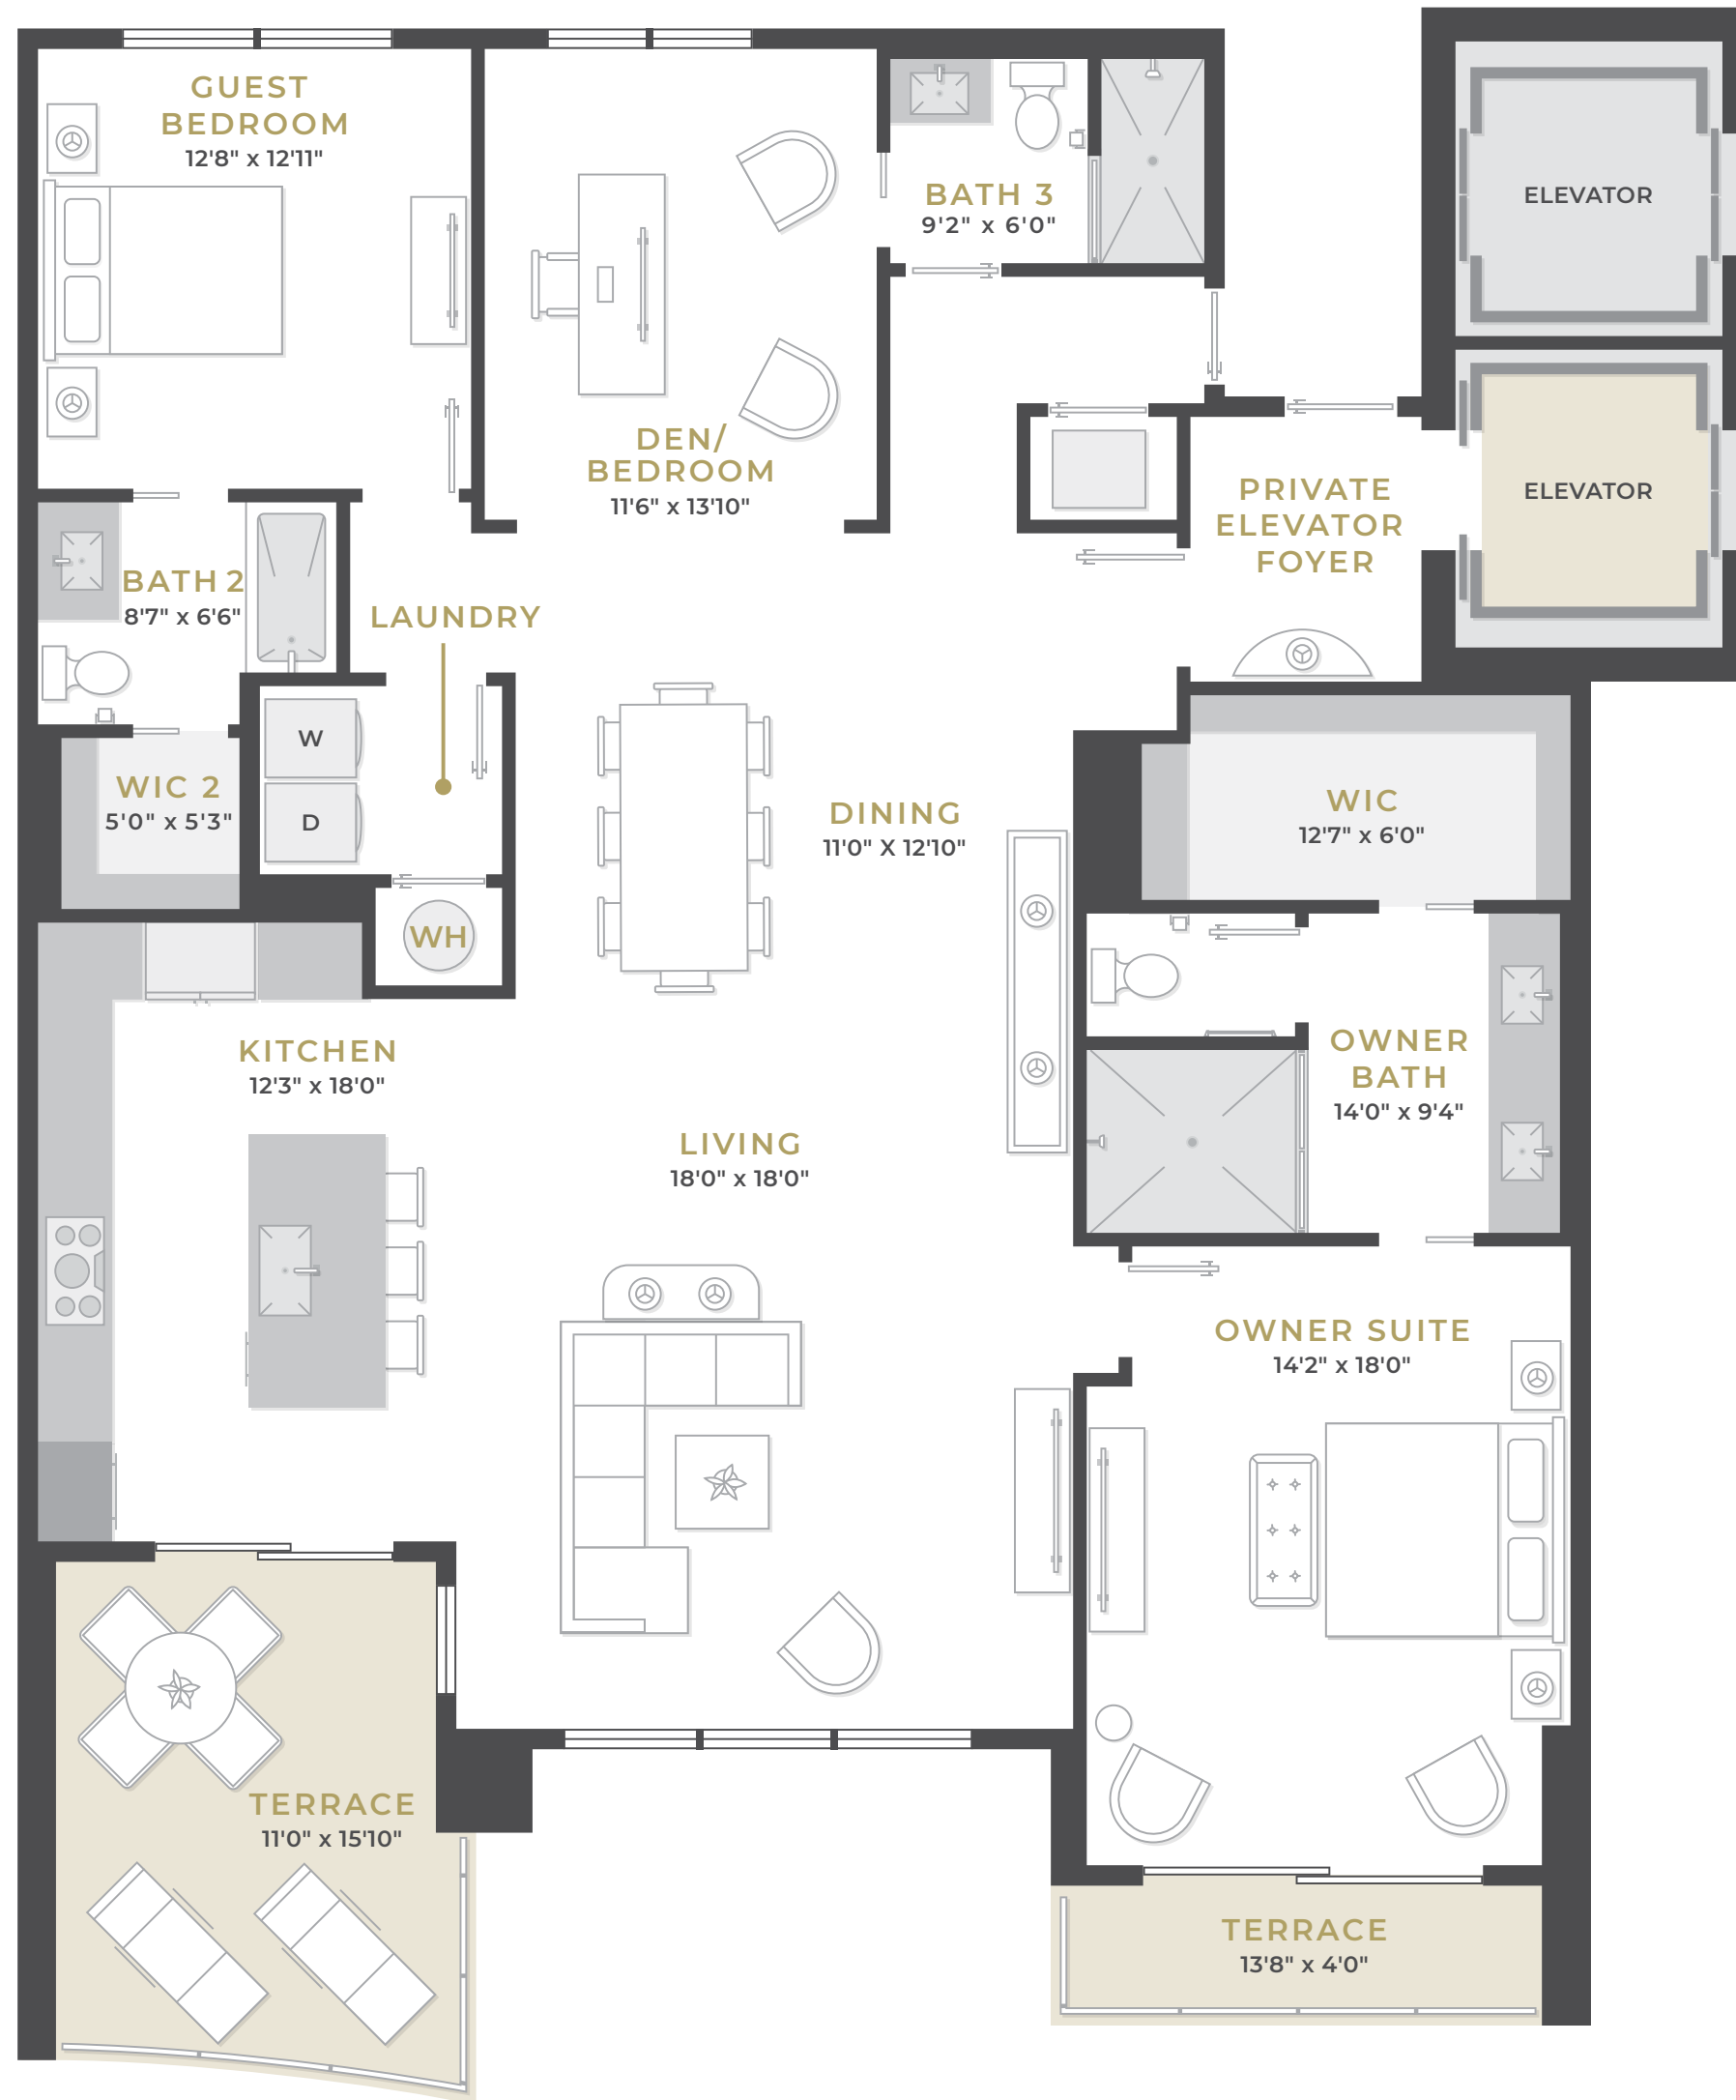 GUEST
BEDROOM
12'8" x 12'11"
BATH 3
9'2" x 6'0"
ELEVATOR
DEN/
BEDROOM
11'6" x 13'10"
PRIVATE
ELEVATOR
FOYER
ELEVATOR
BATH 2
8'7" x 6'6"
LAUNDRY
W
D
WIC 2
5'0" x 5'3"
DINING
11'0" X 12'10"
WIC
12'7" x 6'0"
WH
KITCHEN
12'3" x 18'0"
OWNER
BATH
14'0" x 9'4"
LIVING
18'0" x 18'0"
OWNER SUITE
14'2" x 18'0"
TERRACE
11'0" x 15'10"
TERRACE
13'8" x 4'0"